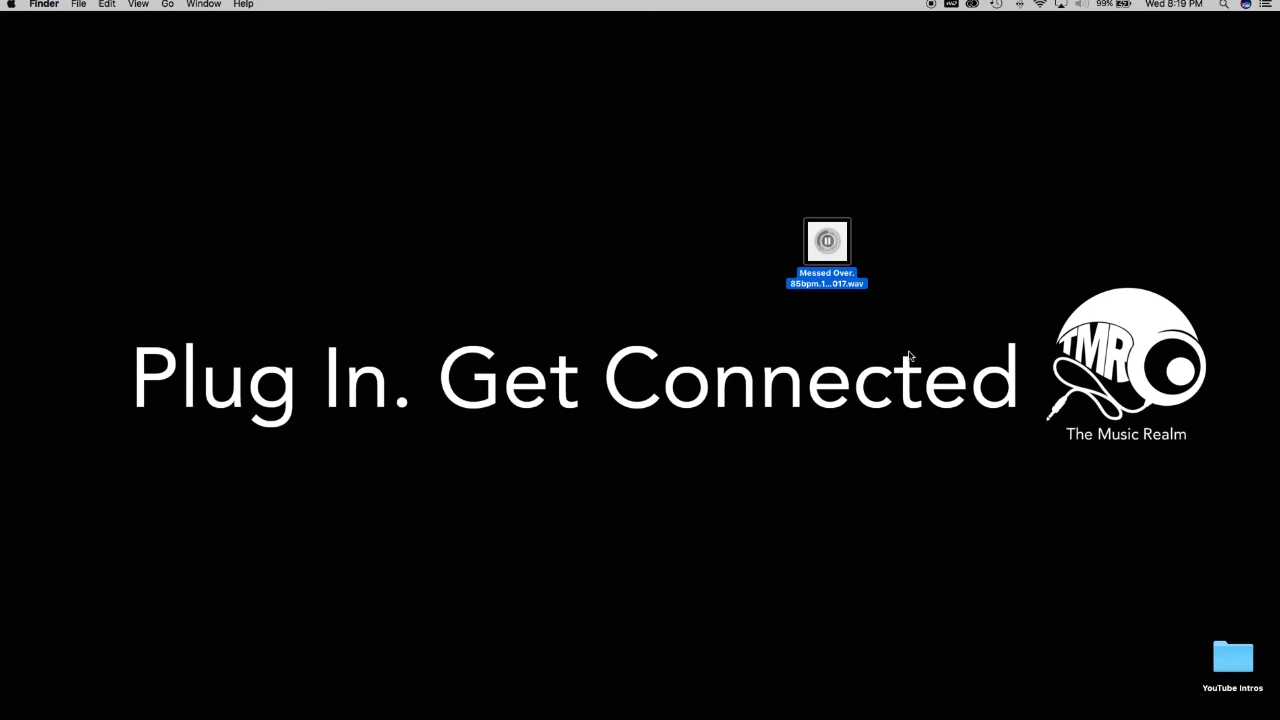 Finder File Edit View Go Window Help 99% Wed 8:19 PM
Messed Over.
85bpm.1...017.wav
Plug In. Get Connected
TMR
The Music Realm
YouTube Intros